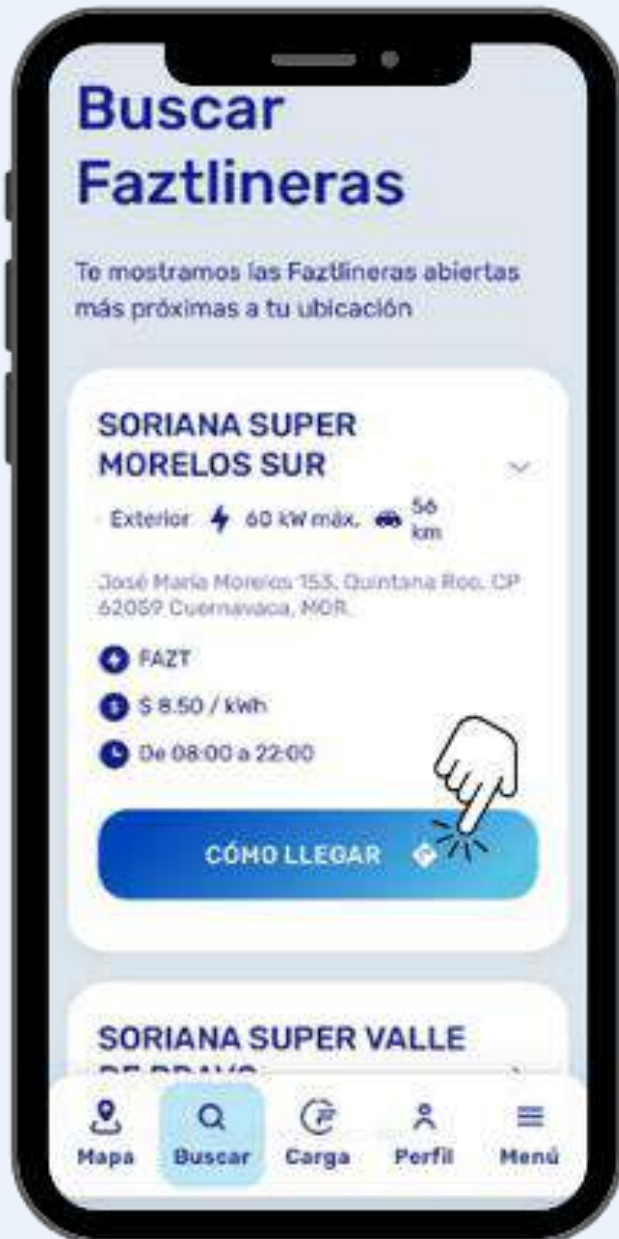 Buscar
Faztlineras
Te mostramos las Faztlineras abiertas
más próximas a tu ubicación
SORIANA SUPER
MORELOS SUR
Exterior 60 kW máx. 56
km
José María Morelos 153, Quintana Roo, CP
62059 Cuernavaca, MOR.
FAZT
$ 8.50 / kWh
De 08:00 a 22:00
CÓMO LLEGAR
SORIANA SUPER VALLE
DE BRAVO
Mapa Buscar Carga Perfil Menú